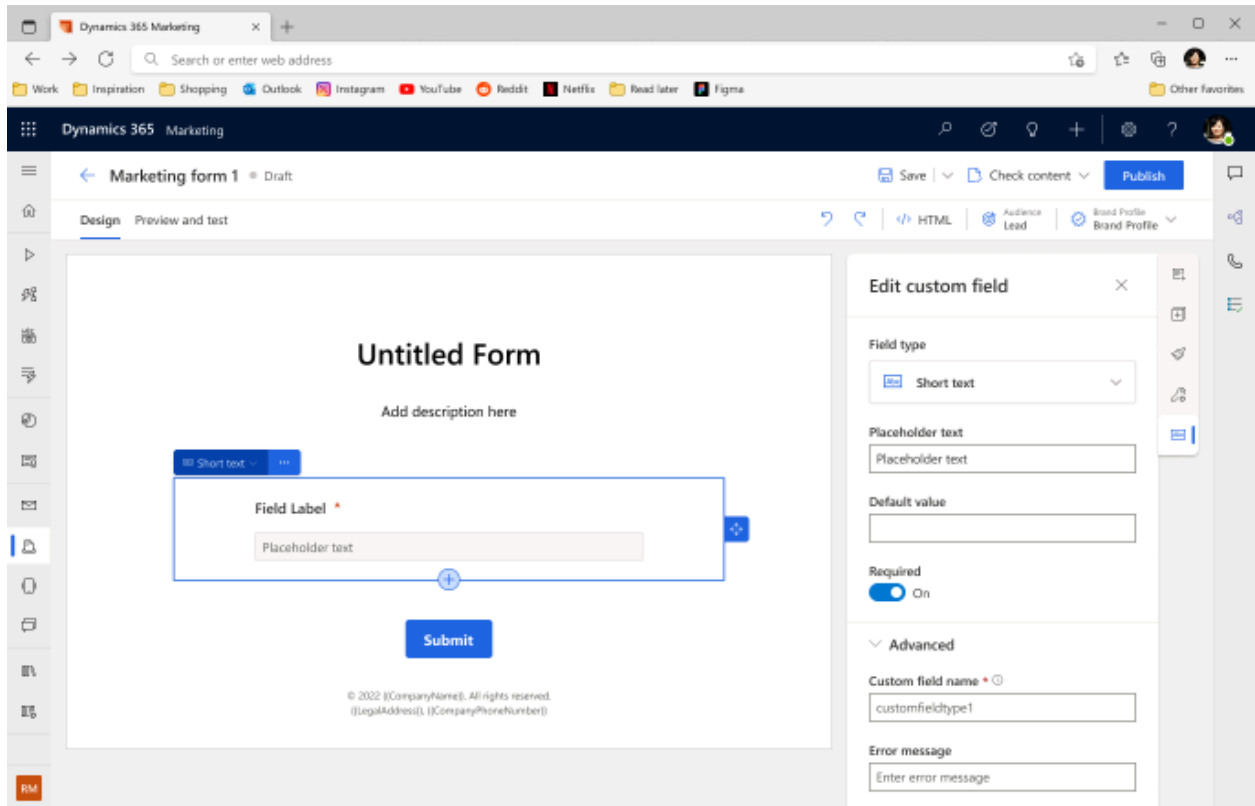 Dynamics 365 Marketing
Search or enter web address
Work Inspiration Shopping Outlook Instagram YouTube Reddit Netflix Read later Figma Other favorites
Dynamics 365 Marketing
Marketing form 1 Draft Save Check content Publish
Design Preview and test HTML Audience Lead Brand Profile Brand Profile
Edit custom field
Field type
Short text
Placeholder text
Placeholder text
Default value
Required
On
Advanced
Custom field name *
customfieldtype1
Error message
Enter error message
Untitled Form
Add description here
Short text
Field Label *
Placeholder text
Submit
© 2022 {{CompanyName}}. All rights reserved.
{{LegalAddress}}, {{CompanyPhoneNumber}}
RM